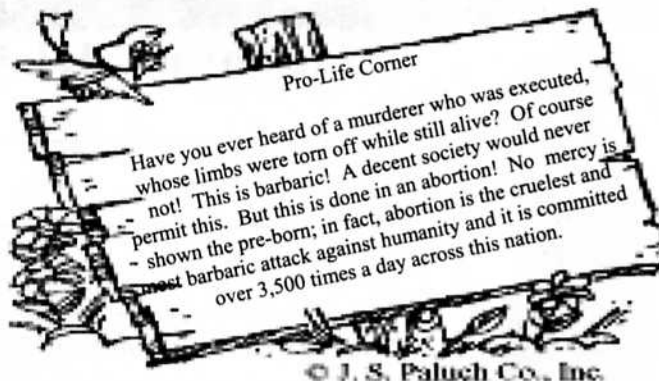 Pro-Life Corner
Have you ever heard of a murderer who was executed,
whose limbs were torn off while still alive? Of course
not! This is barbaric! A decent society would never
permit this. But this is done in an abortion! No mercy is
shown the pre-born; in fact, abortion is the cruelest and
most barbaric attack against humanity and it is committed
over 3,500 times a day across this nation.
© J. S. Paluch Co., Inc.